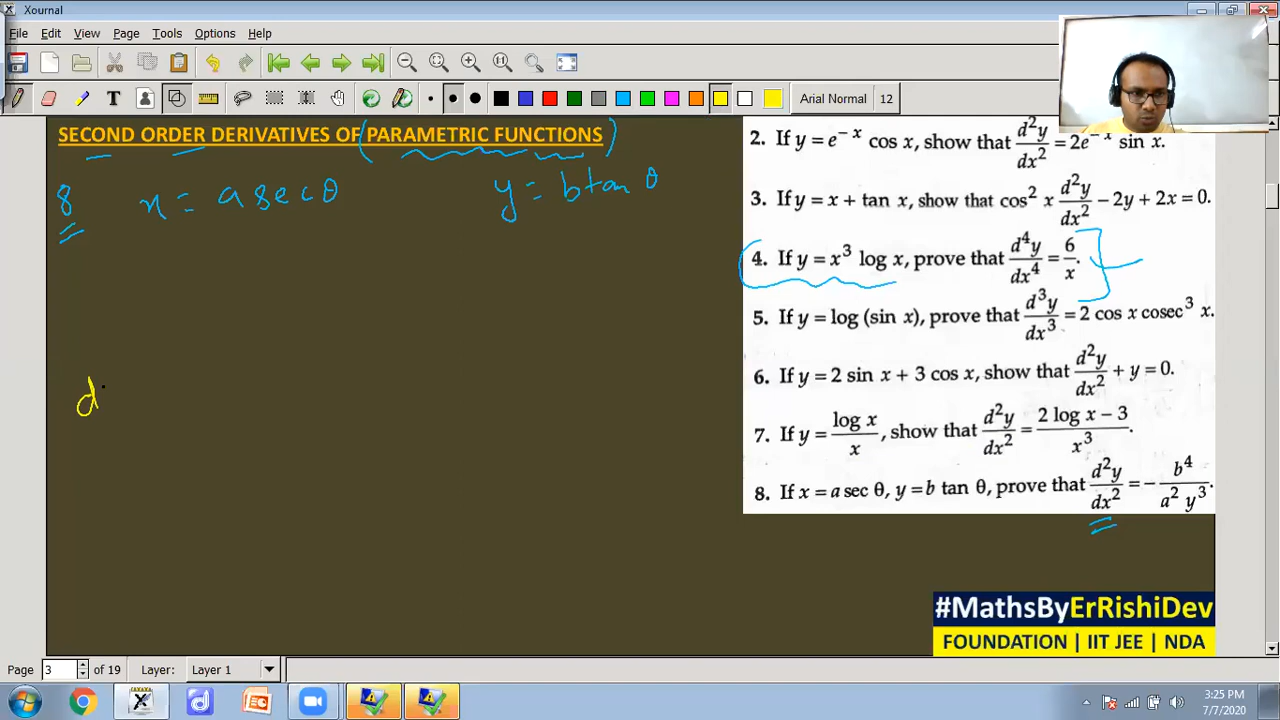 Xournal
File Edit View Page Tools Options Help
Arial Normal 12
SECOND ORDER DERIVATIVES OF (PARAMETRIC FUNCTIONS)
8 x = a sec θ y = b tan θ
d
2. If y = e^{-x} cos x, show that d²y/dx² = 2e^{-x} sin x.
3. If y = x + tan x, show that cos² x d²y/dx² – 2y + 2x = 0.
4. If y = x³ log x, prove that d⁴y/dx⁴ = 6/x.
5. If y = log (sin x), prove that d³y/dx³ = 2 cos x cosec³ x.
6. If y = 2 sin x + 3 cos x, show that d²y/dx² + y = 0.
7. If y = log x/x, show that d²y/dx² = (2 log x – 3)/x³.
8. If x = a sec θ, y = b tan θ, prove that d²y/dx² = – b⁴/(a² y³).
#MathsByErRishiDev
FOUNDATION | IIT JEE | NDA
Page 3 of 19 Layer: Layer 1
3:25 PM
7/7/2020